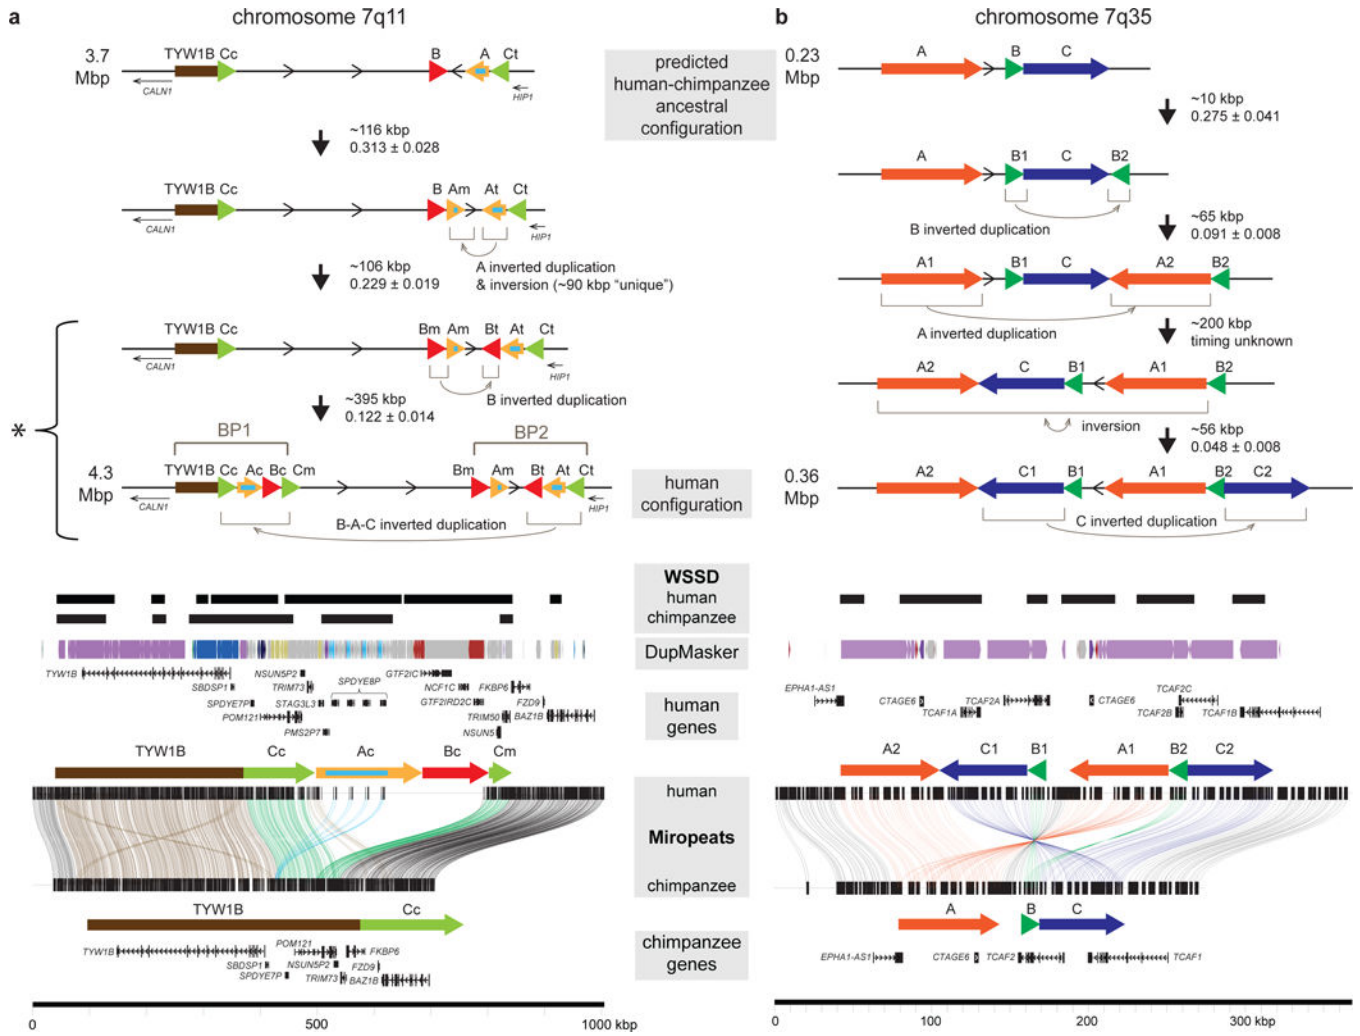 a
chromosome 7q11
b
chromosome 7q35
3.7
Mbp
TYW1B Cc
B
A
Ct
CALN1
HIP1
predicted
human-chimpanzee
ancestral
configuration
0.23
Mbp
A
B
C
~116 kbp
0.313 ± 0.028
~10 kbp
0.275 ± 0.041
TYW1B Cc
B Am
At
Ct
CALN1
HIP1
A
B1
C
B2
B inverted duplication
~106 kbp
0.229 ± 0.019
A inverted duplication
& inversion (~90 kbp “unique”)
~65 kbp
0.091 ± 0.008
A1
B1
C
A2
B2
A inverted duplication
TYW1B Cc
Bm Am
Bt At
Ct
CALN1
HIP1
B inverted duplication
~200 kbp
timing unknown
A2
C
B1
A1
B2
inversion
*
~395 kbp
0.122 ± 0.014
~56 kbp
0.048 ± 0.008
BP1
BP2
4.3
Mbp
TYW1B Cc Ac Bc Cm
Bm Am Bt At Ct
CALN1
HIP1
B-A-C inverted duplication
human
configuration
0.36
Mbp
A2
C1
B1
A1
B2
C2
C inverted duplication
WSSD
human
chimpanzee
DupMasker
human
genes
TYW1B
SBDSP1
SPDYE7P
POM121
NSUN5P2
TRIM73
STAG3L3
PMS2P7
SPDYE8P
GTF2IC
NCF1C
GTF2IRD2C
FKBP6
TRIM50
NSUN5
FZD9
BAZ1B
EPHA1-AS1
CTAGE6
TCAF1A
TCAF2A
CTAGE6
TCAF2C
TCAF2B
TCAF1B
TYW1B
Cc
Ac
Bc
Cm
A2
C1
B1
A1
B2
C2
human
Miropeats
chimpanzee
TYW1B
Cc
A
B
C
chimpanzee
genes
TYW1B
SBDSP1
SPDYE7P
POM121
NSUN5P2
TRIM73
FKBP6
FZD9
BAZ1B
EPHA1-AS1
CTAGE6
TCAF2
TCAF1
0
500
1000 kbp
0
100
200
300 kbp